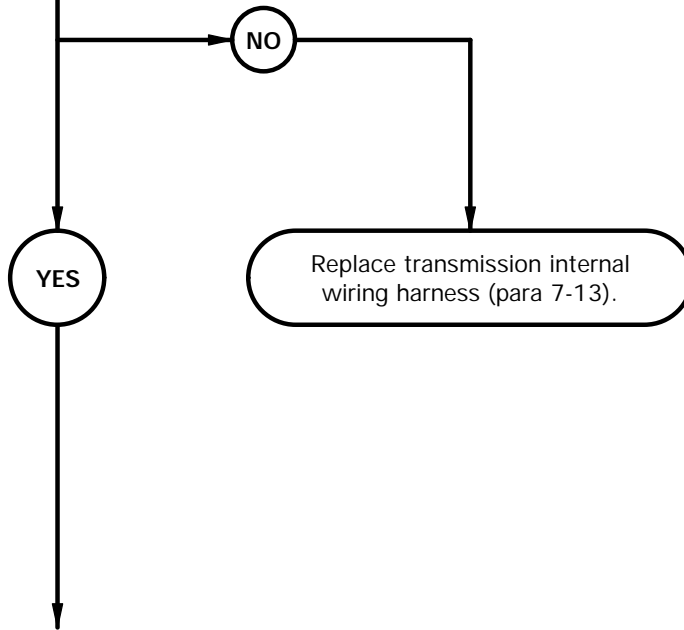 NO
YES
Replace transmission internal
wiring harness (para 7-13).